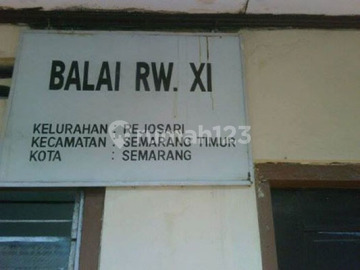 BALAI RW. XI
KELURAHAN : REJOSARI
KECAMATAN : SEMARANG TIMUR
KOTA : SEMARANG